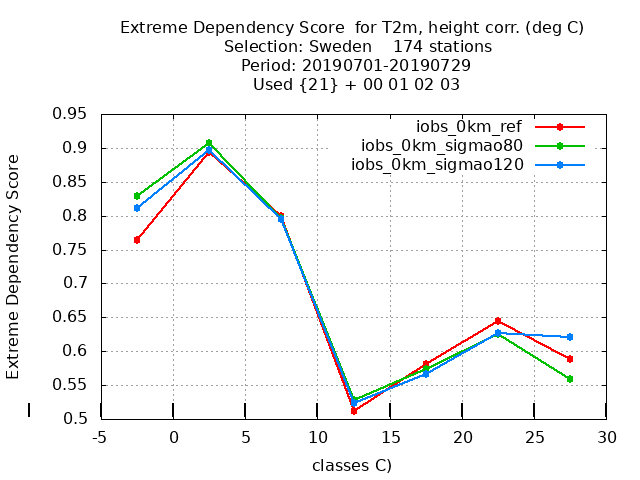 Extreme Dependency Score for T2m, height corr. (deg C)
Selection: Sweden 174 stations
Period: 20190701-20190729
Used {21} + 00 01 02 03
iobs_0km_ref
iobs_0km_sigmao80
iobs_0km_sigmao120
Extreme Dependency Score
0.95
0.9
0.85
0.8
0.75
0.7
0.65
0.6
0.55
0.5
-5 0 5 10 15 20 25 30
classes C)